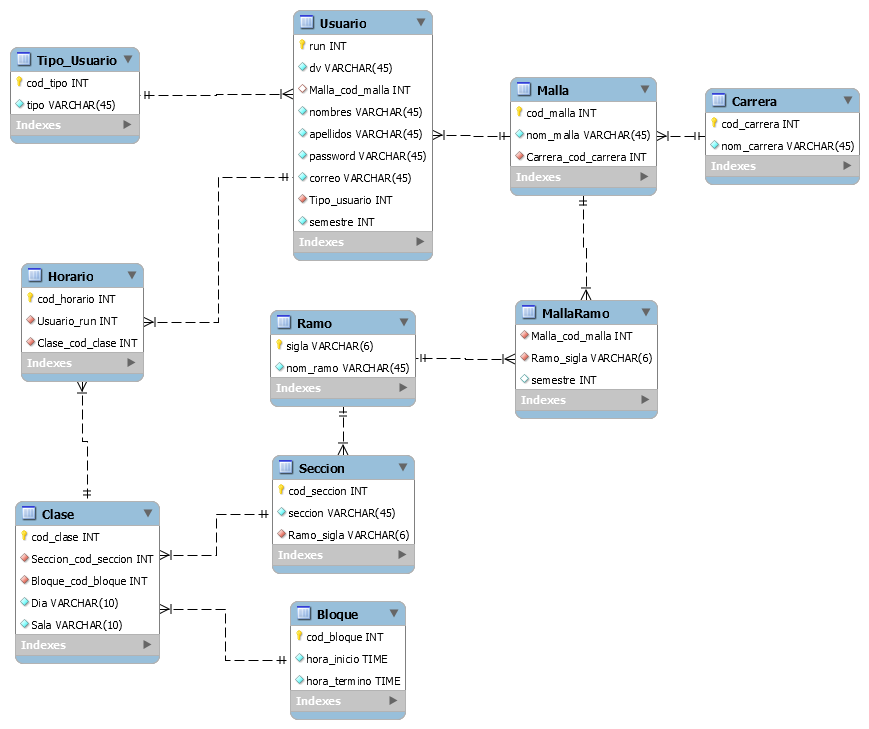 Tipo_Usuario
cod_tipo INT
tipo VARCHAR(45)
Indexes
Usuario
run INT
dv VARCHAR(45)
Malla_cod_malla INT
nombres VARCHAR(45)
apellidos VARCHAR(45)
password VARCHAR(45)
correo VARCHAR(45)
Tipo_usuario INT
semestre INT
Indexes
Malla
cod_malla INT
nom_malla VARCHAR(45)
Carrera_cod_carrera INT
Indexes
Carrera
cod_carrera INT
nom_carrera VARCHAR(45)
Indexes
Horario
cod_horario INT
Usuario_run INT
Clase_cod_clase INT
Indexes
Ramo
sigla VARCHAR(6)
nom_ramo VARCHAR(45)
Indexes
MallaRamo
Malla_cod_malla INT
Ramo_sigla VARCHAR(6)
semestre INT
Indexes
Seccion
cod_seccion INT
seccion VARCHAR(45)
Ramo_sigla VARCHAR(6)
Indexes
Clase
cod_clase INT
Seccion_cod_seccion INT
Bloque_cod_bloque INT
Dia VARCHAR(10)
Sala VARCHAR(10)
Indexes
Bloque
cod_bloque INT
hora_inicio TIME
hora_termino TIME
Indexes